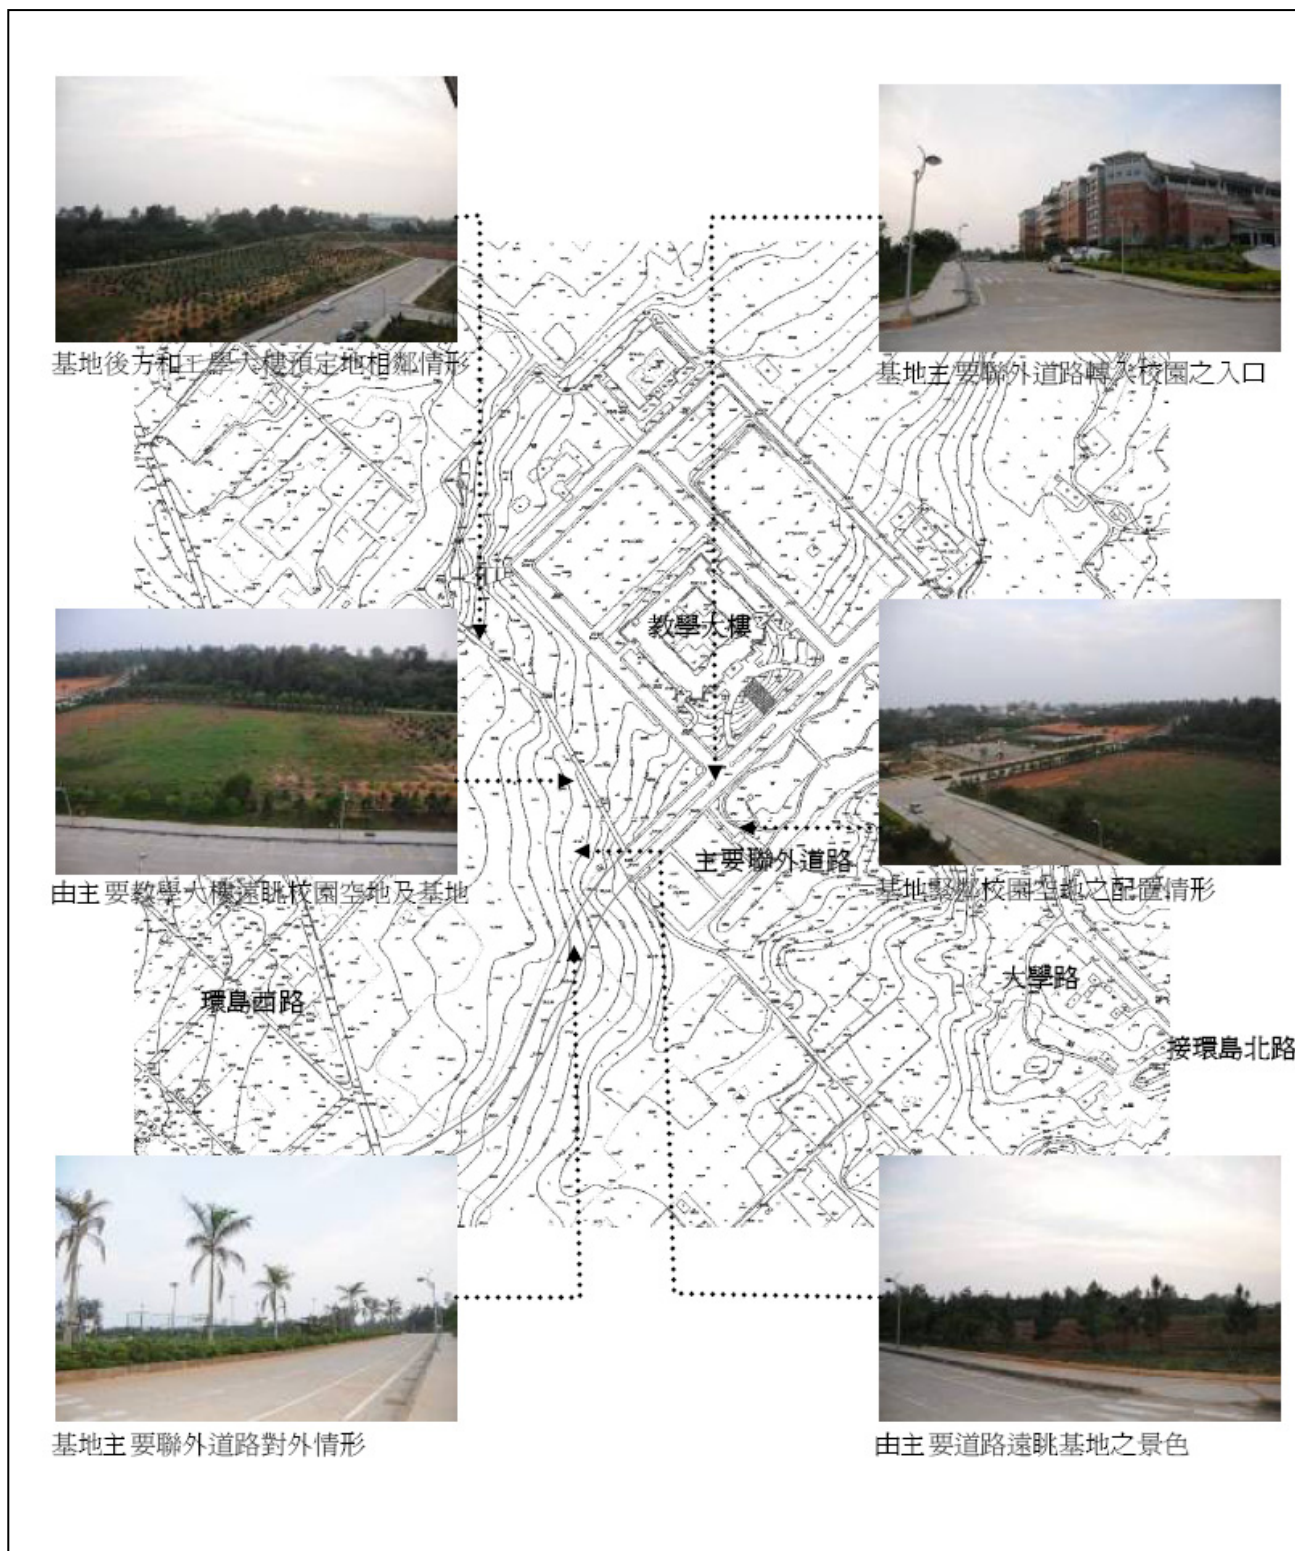 基地後方和工學大樓預定地相鄰情形
基地主要聯外道路轉入校園之入口
教學大樓
主要聯外道路
由主要教學大樓遠眺校園空地及基地
基地緊鄰校園空地之配置情形
環島西路
大學路
接環島北路
基地主要聯外道路對外情形
由主要道路遠眺基地之景色